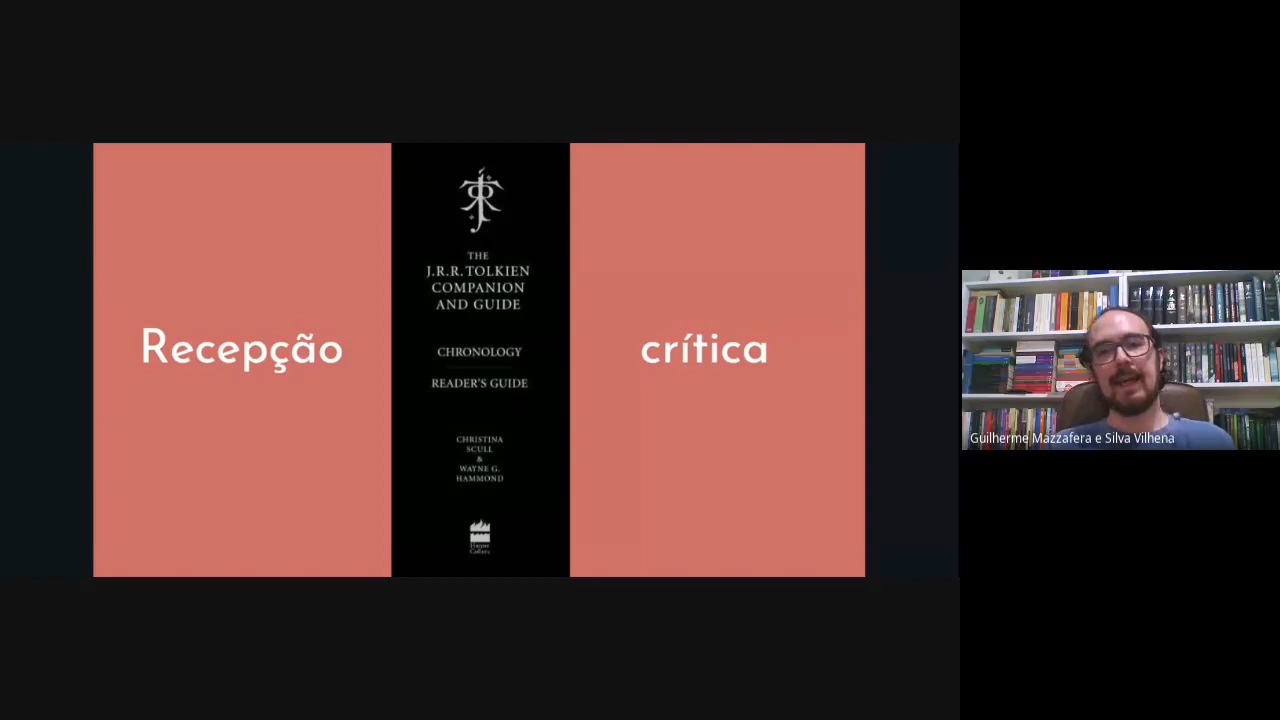 Recepção
THE
J.R.R. TOLKIEN
COMPANION
AND GUIDE
CHRONOLOGY
READER'S GUIDE
CHRISTINA
SCULL
&
WAYNE G.
HAMMOND
crítica
Guilherme Mazzafera e Silva Vilhena